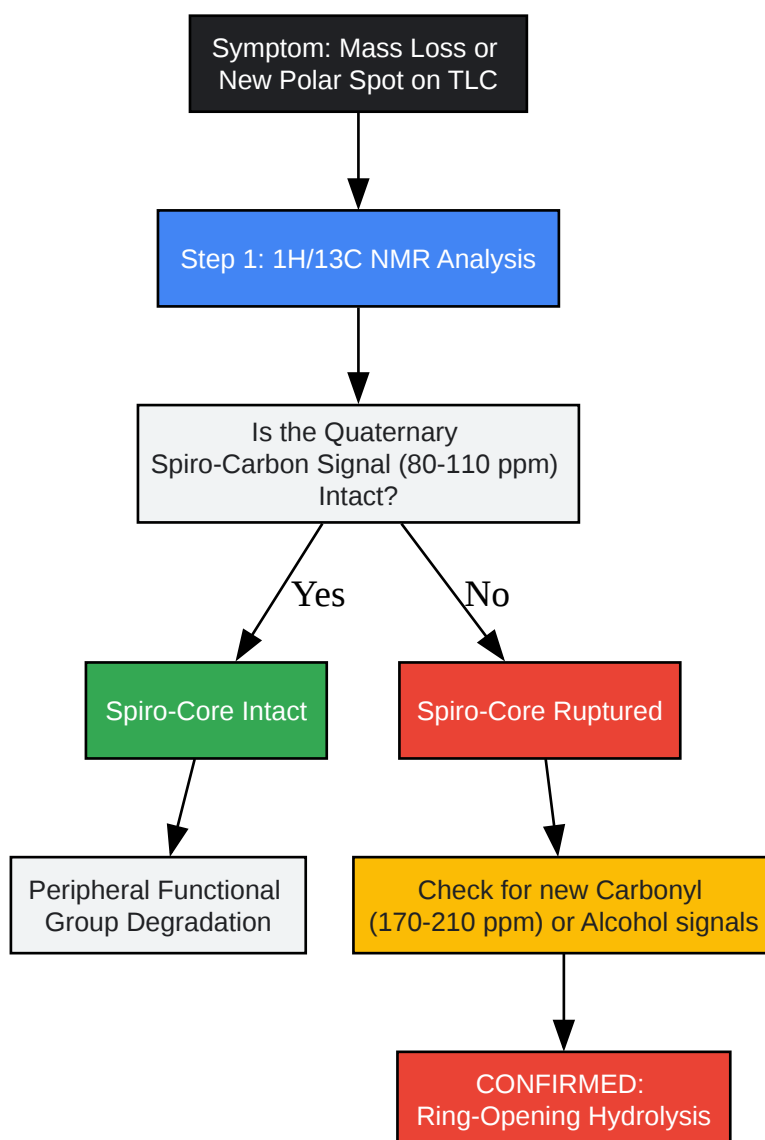 Symptom: Mass Loss or
New Polar Spot on TLC
Step 1: 1H/13C NMR Analysis
Is the Quaternary
Spiro-Carbon Signal (80-110 ppm)
Intact?
Yes
No
Spiro-Core Intact
Spiro-Core Ruptured
Peripheral Functional
Group Degradation
Check for new Carbonyl
(170-210 ppm) or Alcohol signals
CONFIRMED:
Ring-Opening Hydrolysis